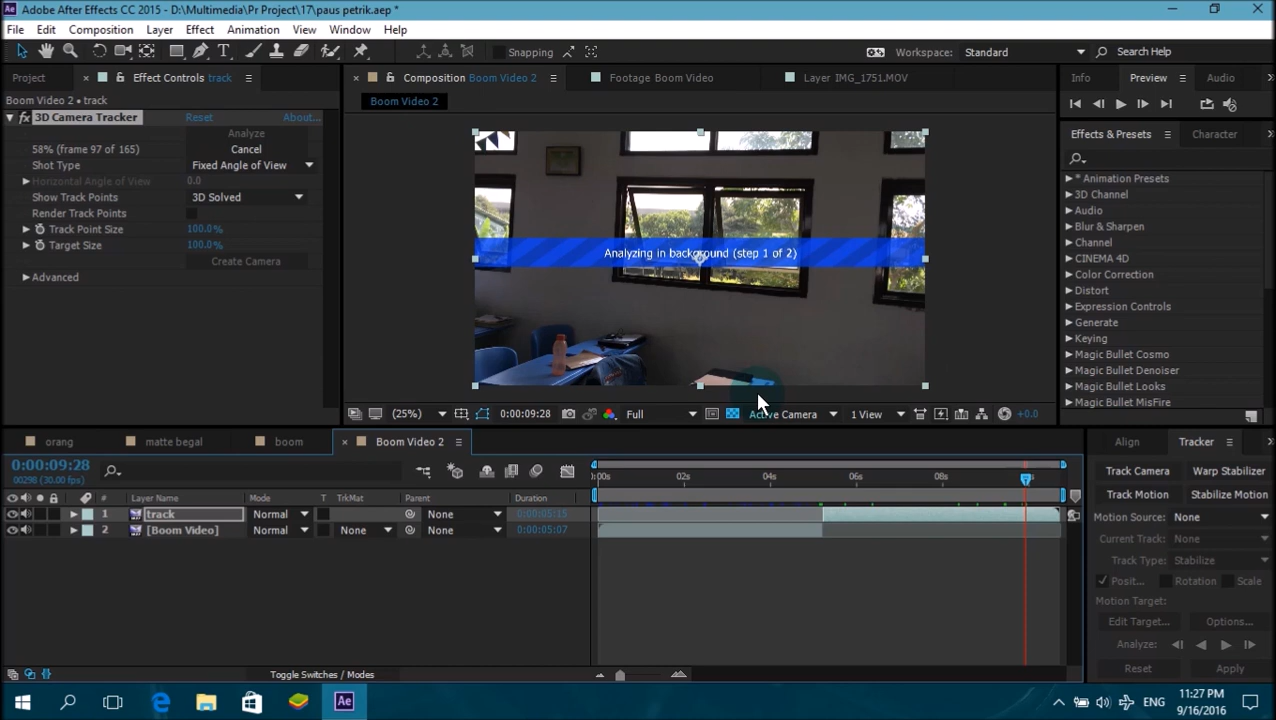 Adobe After Effects CC 2015 - D:\Multimedia\Pr Project\17\paus petrik.aep *
File Edit Composition Layer Effect Animation View Window Help
Snapping Workspace: Standard Search Help
Project Effect Controls track Composition Boom Video 2 Footage Boom Video Layer IMG_1751.MOV Info Preview Audio
Boom Video 2 • track
Boom Video 2
fx 3D Camera Tracker Reset About...
Analyze
58% (frame 97 of 165) Cancel
Shot Type Fixed Angle of View
Horizontal Angle of View 0.0
Show Track Points 3D Solved
Render Track Points
Track Point Size 100.0%
Target Size 100.0%
Create Camera
Advanced
Analyzing in background (step 1 of 2)
(25%) 0:00:09:28 Full Active Camera 1 View +0.0
Effects & Presets Character
* Animation Presets
3D Channel
Audio
Blur & Sharpen
Channel
CINEMA 4D
Color Correction
Distort
Expression Controls
Generate
Keying
Magic Bullet Cosmo
Magic Bullet Denoiser
Magic Bullet Looks
Magic Bullet MisFire
orang matte begal boom Boom Video 2
0:00:09:28
00298 (30.00 fps)
:00s 02s 04s 06s 08s
# Layer Name Mode T TrkMat Parent Duration
1 track Normal None 0:00:05:15
2 [Boom Video] Normal None None 0:00:05:07
Toggle Switches / Modes
Align Tracker
Track Camera Warp Stabilizer
Track Motion Stabilize Motion
Motion Source: None
Current Track: None
Track Type: Stabilize
Posit... Rotation Scale
Motion Target:
Edit Target... Options...
Analyze:
Reset Apply
Ae
ENG
11:27 PM
9/16/2016